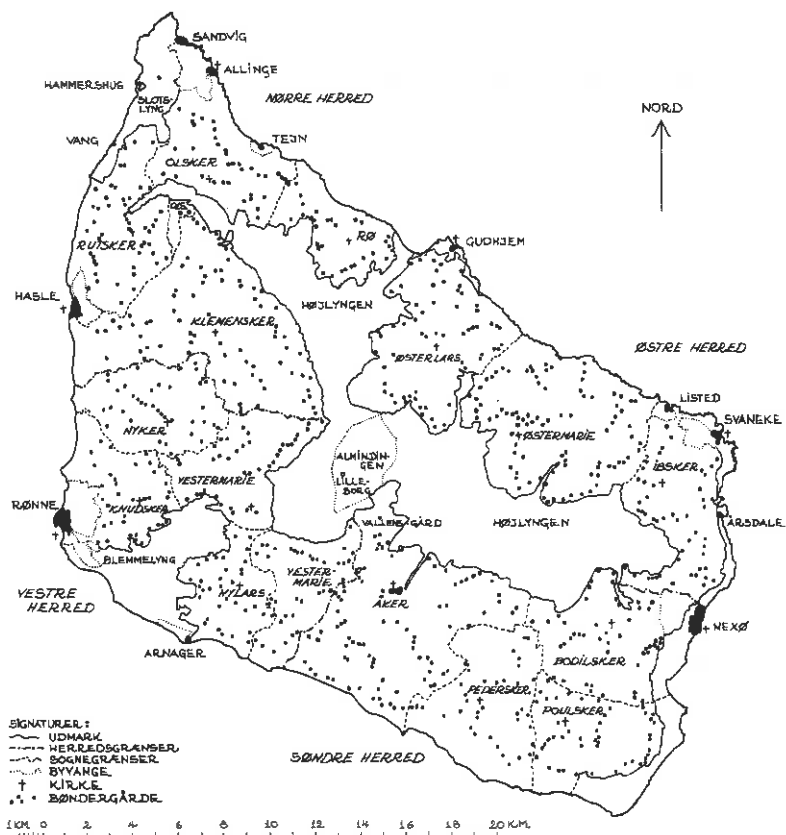 SANDVIG
ALLINGE
HAMMERSHUS
SLOTS-
LYNG
NØRRE HERRED
NORD
VANG
TEJN
OLSKER
RØ
RUTSKER
GUDHJEM
HASLE
HØJLYNGEN
KLEMENSKER
ØSTERLARS
ØSTRE HERRED
LISTED
SVANEKE
NYKER
ØSTERMARIE
ALMINDIN-
GEN
IBSKER
LILLE-
BORG
VESTERMARIE
RØNNE
KNUDSKER
VALLENSGÅRD
HØJLYNGEN
ÅRSDALE
BLEMMELYNG
VESTER-
MARIE
VESTRE
HERRED
NYLARS
ÅKER
NEXØ
ARNAGER
BODILSKER
PEDERSKER
POULSKER
SØNDRE HERRED
SIGNATURER:
UDMARK
HERREDSGRÆNSER
SOGNEGRÆNSER
BYVANGE
KIRKE
BØNDERGÅRDE
1KM 0 2 4 6 8 10 12 14 16 18 20 KM.